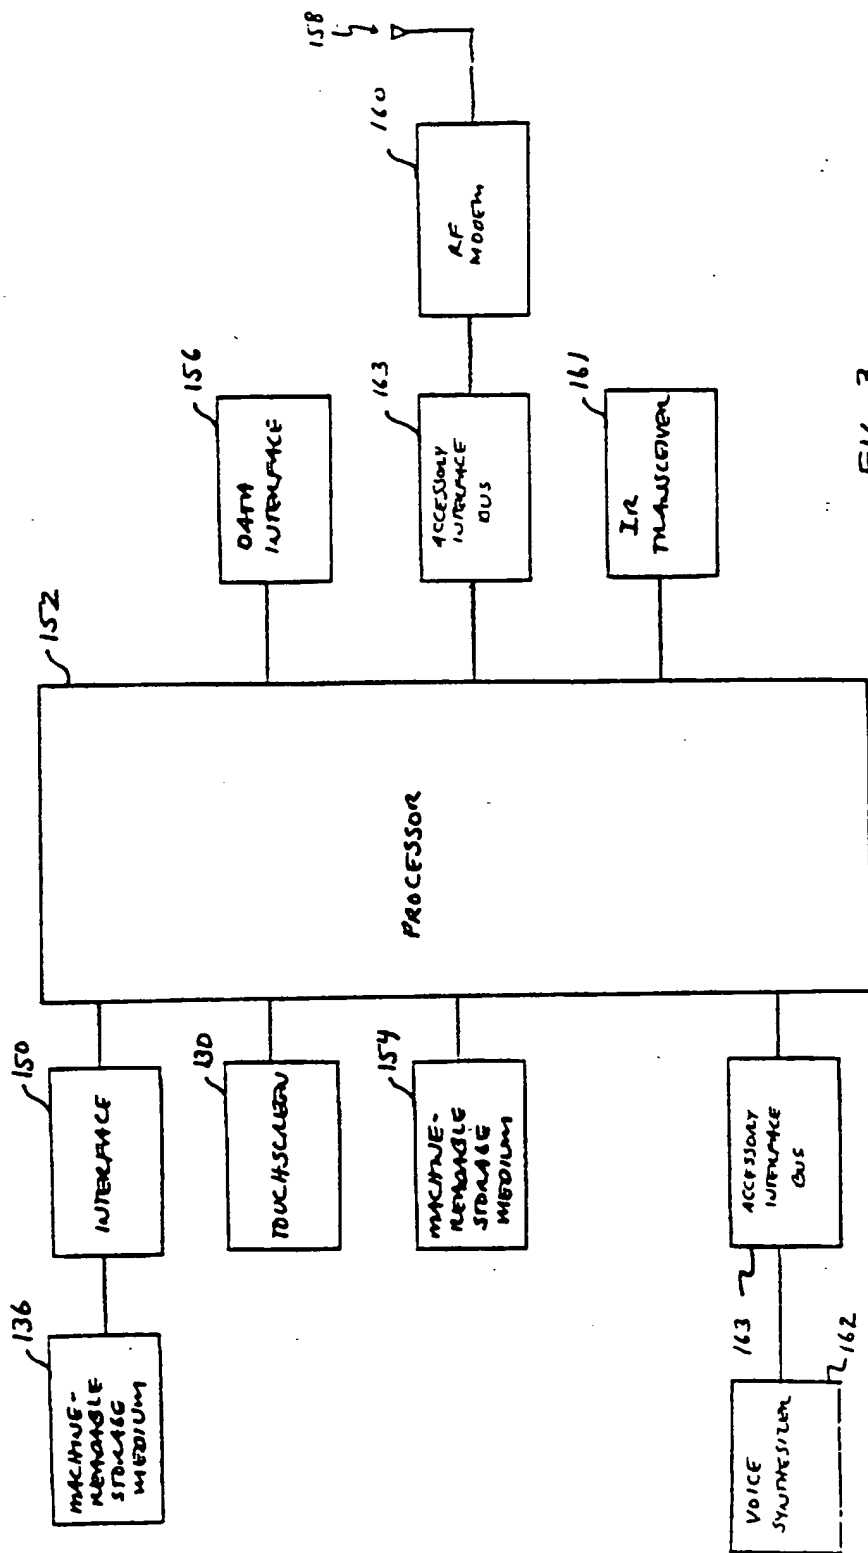 136
MACHINE-
READABLE
STORAGE
MEDIUM
150
INTERFACE
130
TOUCHSCREEN
154
MACHINE-
READABLE
STORAGE
MEDIUM
VOICE
SYNTHESIZER
162
163
ACCESSORY
INTERFACE
BUS
152
PROCESSOR
156
DATA
INTERFACE
163
ACCESSORY
INTERFACE
BUS
161
IR
TRANSCEIVER
160
RF
MODEM
158